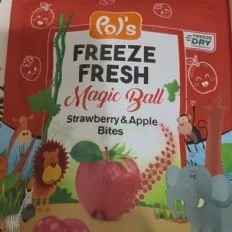 Pol's
FREEZE
DRY
FREEZE
FRESH
Magic Ball
Strawberry & Apple
Bites